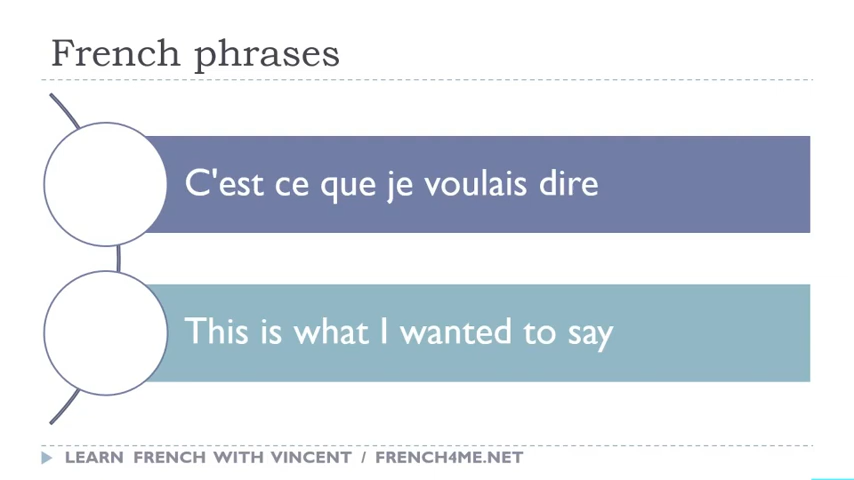 French phrases
C'est ce que je voulais dire
This is what I wanted to say
LEARN FRENCH WITH VINCENT / FRENCH4ME.NET